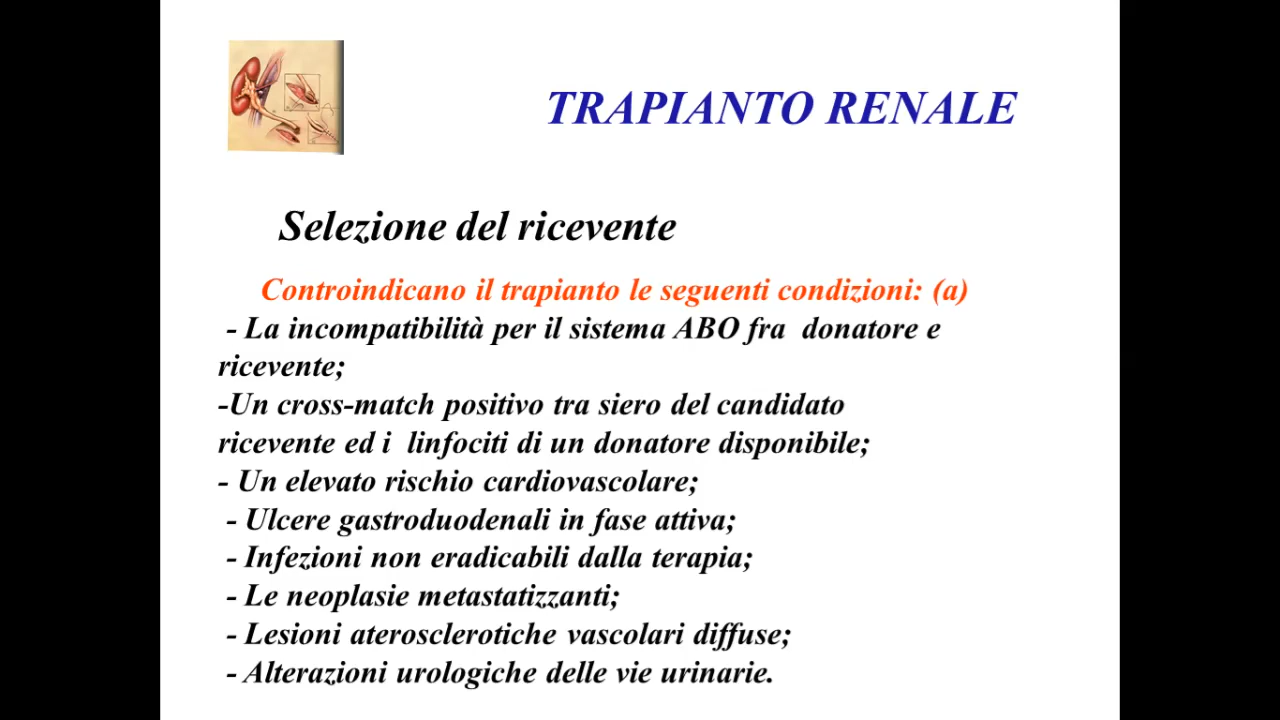 TRAPIANTO RENALE
Selezione del ricevente
Controindicano il trapianto le seguenti condizioni: (a)
- La incompatibilità per il sistema ABO fra donatore e
ricevente;
-Un cross-match positivo tra siero del candidato
ricevente ed i linfociti di un donatore disponibile;
- Un elevato rischio cardiovascolare;
- Ulcere gastroduodenali in fase attiva;
- Infezioni non eradicabili dalla terapia;
- Le neoplasie metastatizzanti;
- Lesioni aterosclerotiche vascolari diffuse;
- Alterazioni urologiche delle vie urinarie.